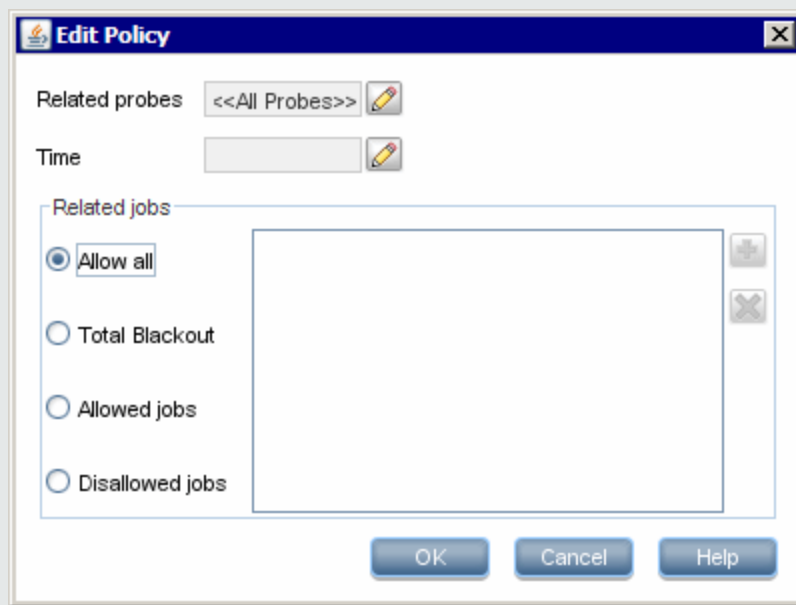 Edit Policy
Related probes <<All Probes>>
Time
Related jobs
Allow all
Total Blackout
Allowed jobs
Disallowed jobs
OK Cancel Help